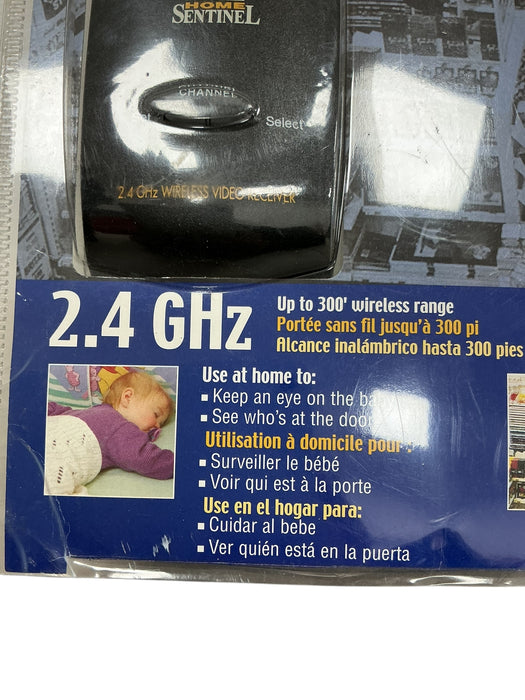 HOME
SENTINEL
CHANNEL
Select
2.4 GHz WIRELESS VIDEO RECEIVER
2.4 GHz
Up to 300' wireless range
Portée sans fil jusqu'à 300 pi
Alcance inalámbrico hasta 300 pies
Use at home to:
▪ Keep an eye on the
▪ See who's at the door
Utilisation à domicile pour :
▪ Surveiller le bébé
▪ Voir qui est à la porte
Use en el hogar para:
▪ Cuidar al bebe
▪ Ver quién está en la puerta